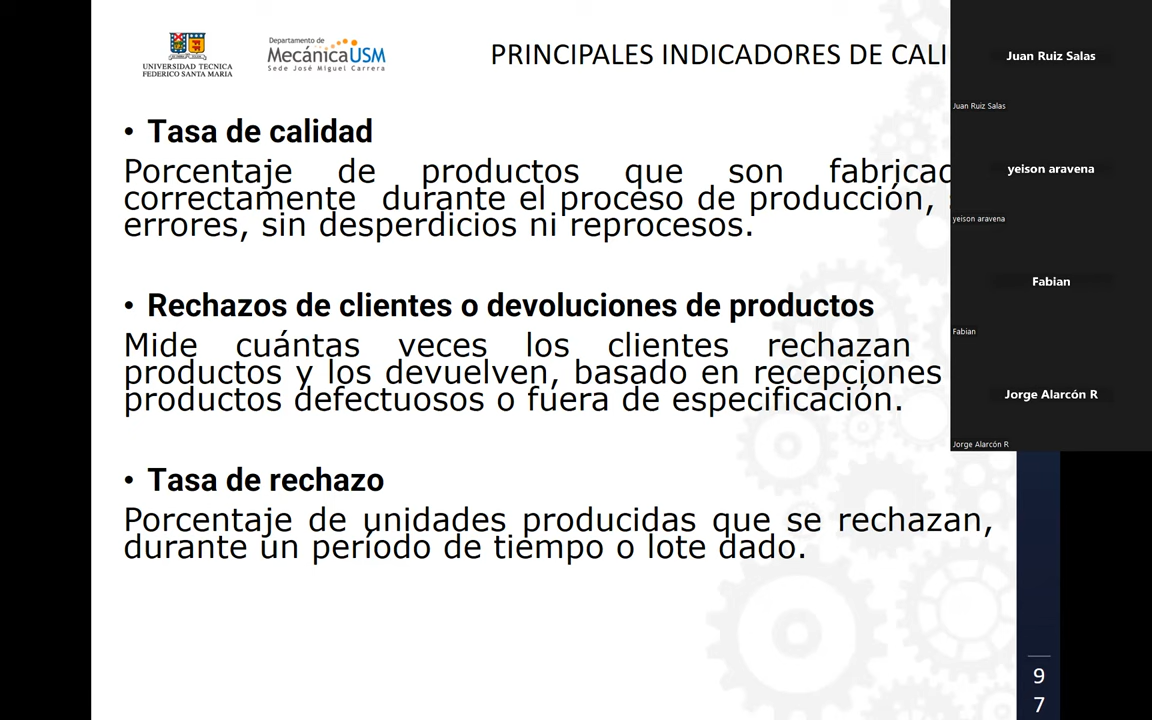 UNIVERSIDAD TECNICA
FEDERICO SANTA MARIA
Departamento de
MecánicaUSM
Sede José Miguel Carrera
PRINCIPALES INDICADORES DE CALI
• Tasa de calidad
Porcentaje de productos que son fabricad
correctamente durante el proceso de producción,
errores, sin desperdicios ni reprocesos.
• Rechazos de clientes o devoluciones de productos
Mide cuántas veces los clientes rechazan
productos y los devuelven, basado en recepciones
productos defectuosos o fuera de especificación.
• Tasa de rechazo
Porcentaje de unidades producidas que se rechazan,
durante un período de tiempo o lote dado.
Juan Ruiz Salas
Juan Ruiz Salas
yeison aravena
yeison aravena
Fabian
Fabian
Jorge Alarcón R
Jorge Alarcón R
9
7